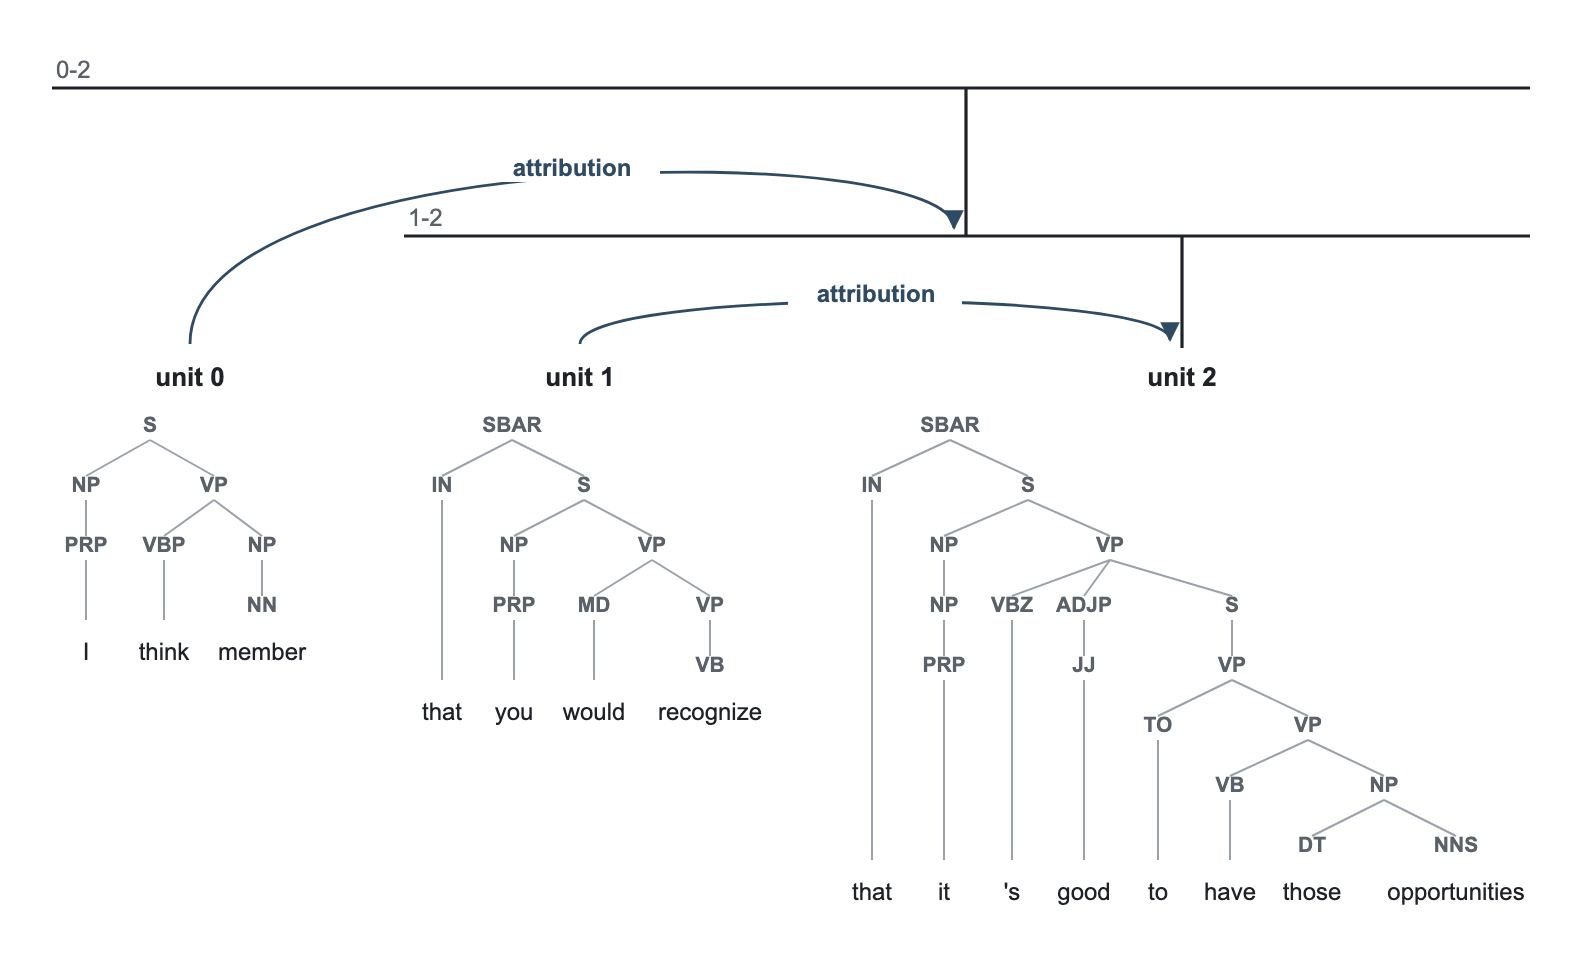 0-2
attribution
1-2
attribution
unit 0 unit 1 unit 2
S SBAR SBAR
NP VP IN S IN S
PRP VBP NP NP VP NP VP
NN PRP MD VP NP VBZ ADJP S
I think member VB PRP JJ VP
that you would recognize TO VP
VB NP
DT NNS
that it 's good to have those opportunities